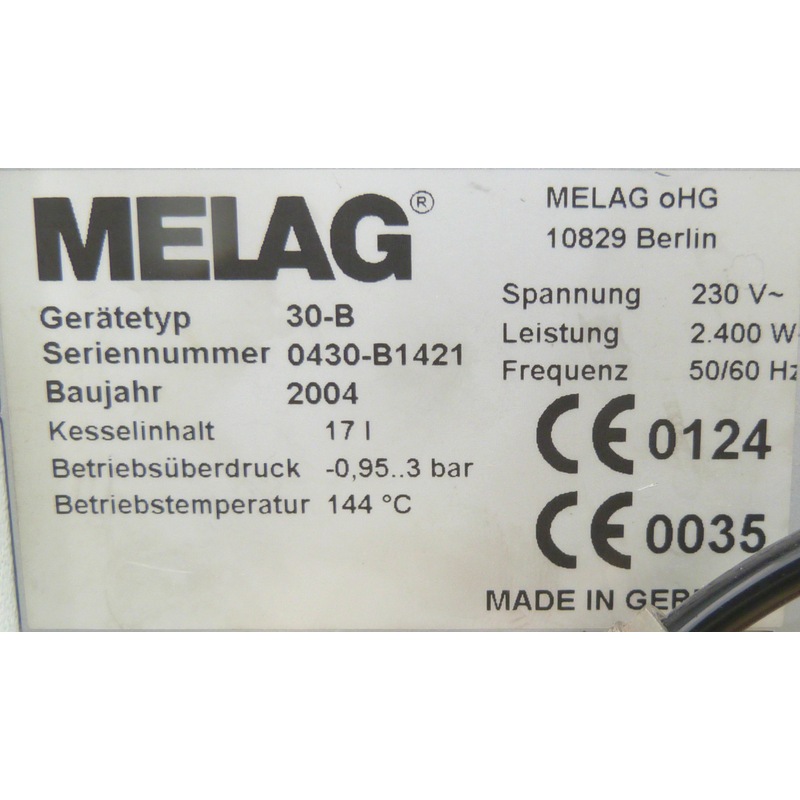 MELAG®
MELAG oHG
10829 Berlin
Gerätetyp 30-B
Seriennummer 0430-B1421
Baujahr 2004
Kesselinhalt 17 l
Betriebsüberdruck -0,95..3 bar
Betriebstemperatur 144 °C
Spannung 230 V~
Leistung 2.400 W
Frequenz 50/60 Hz
CE 0124
CE 0035
MADE IN GER